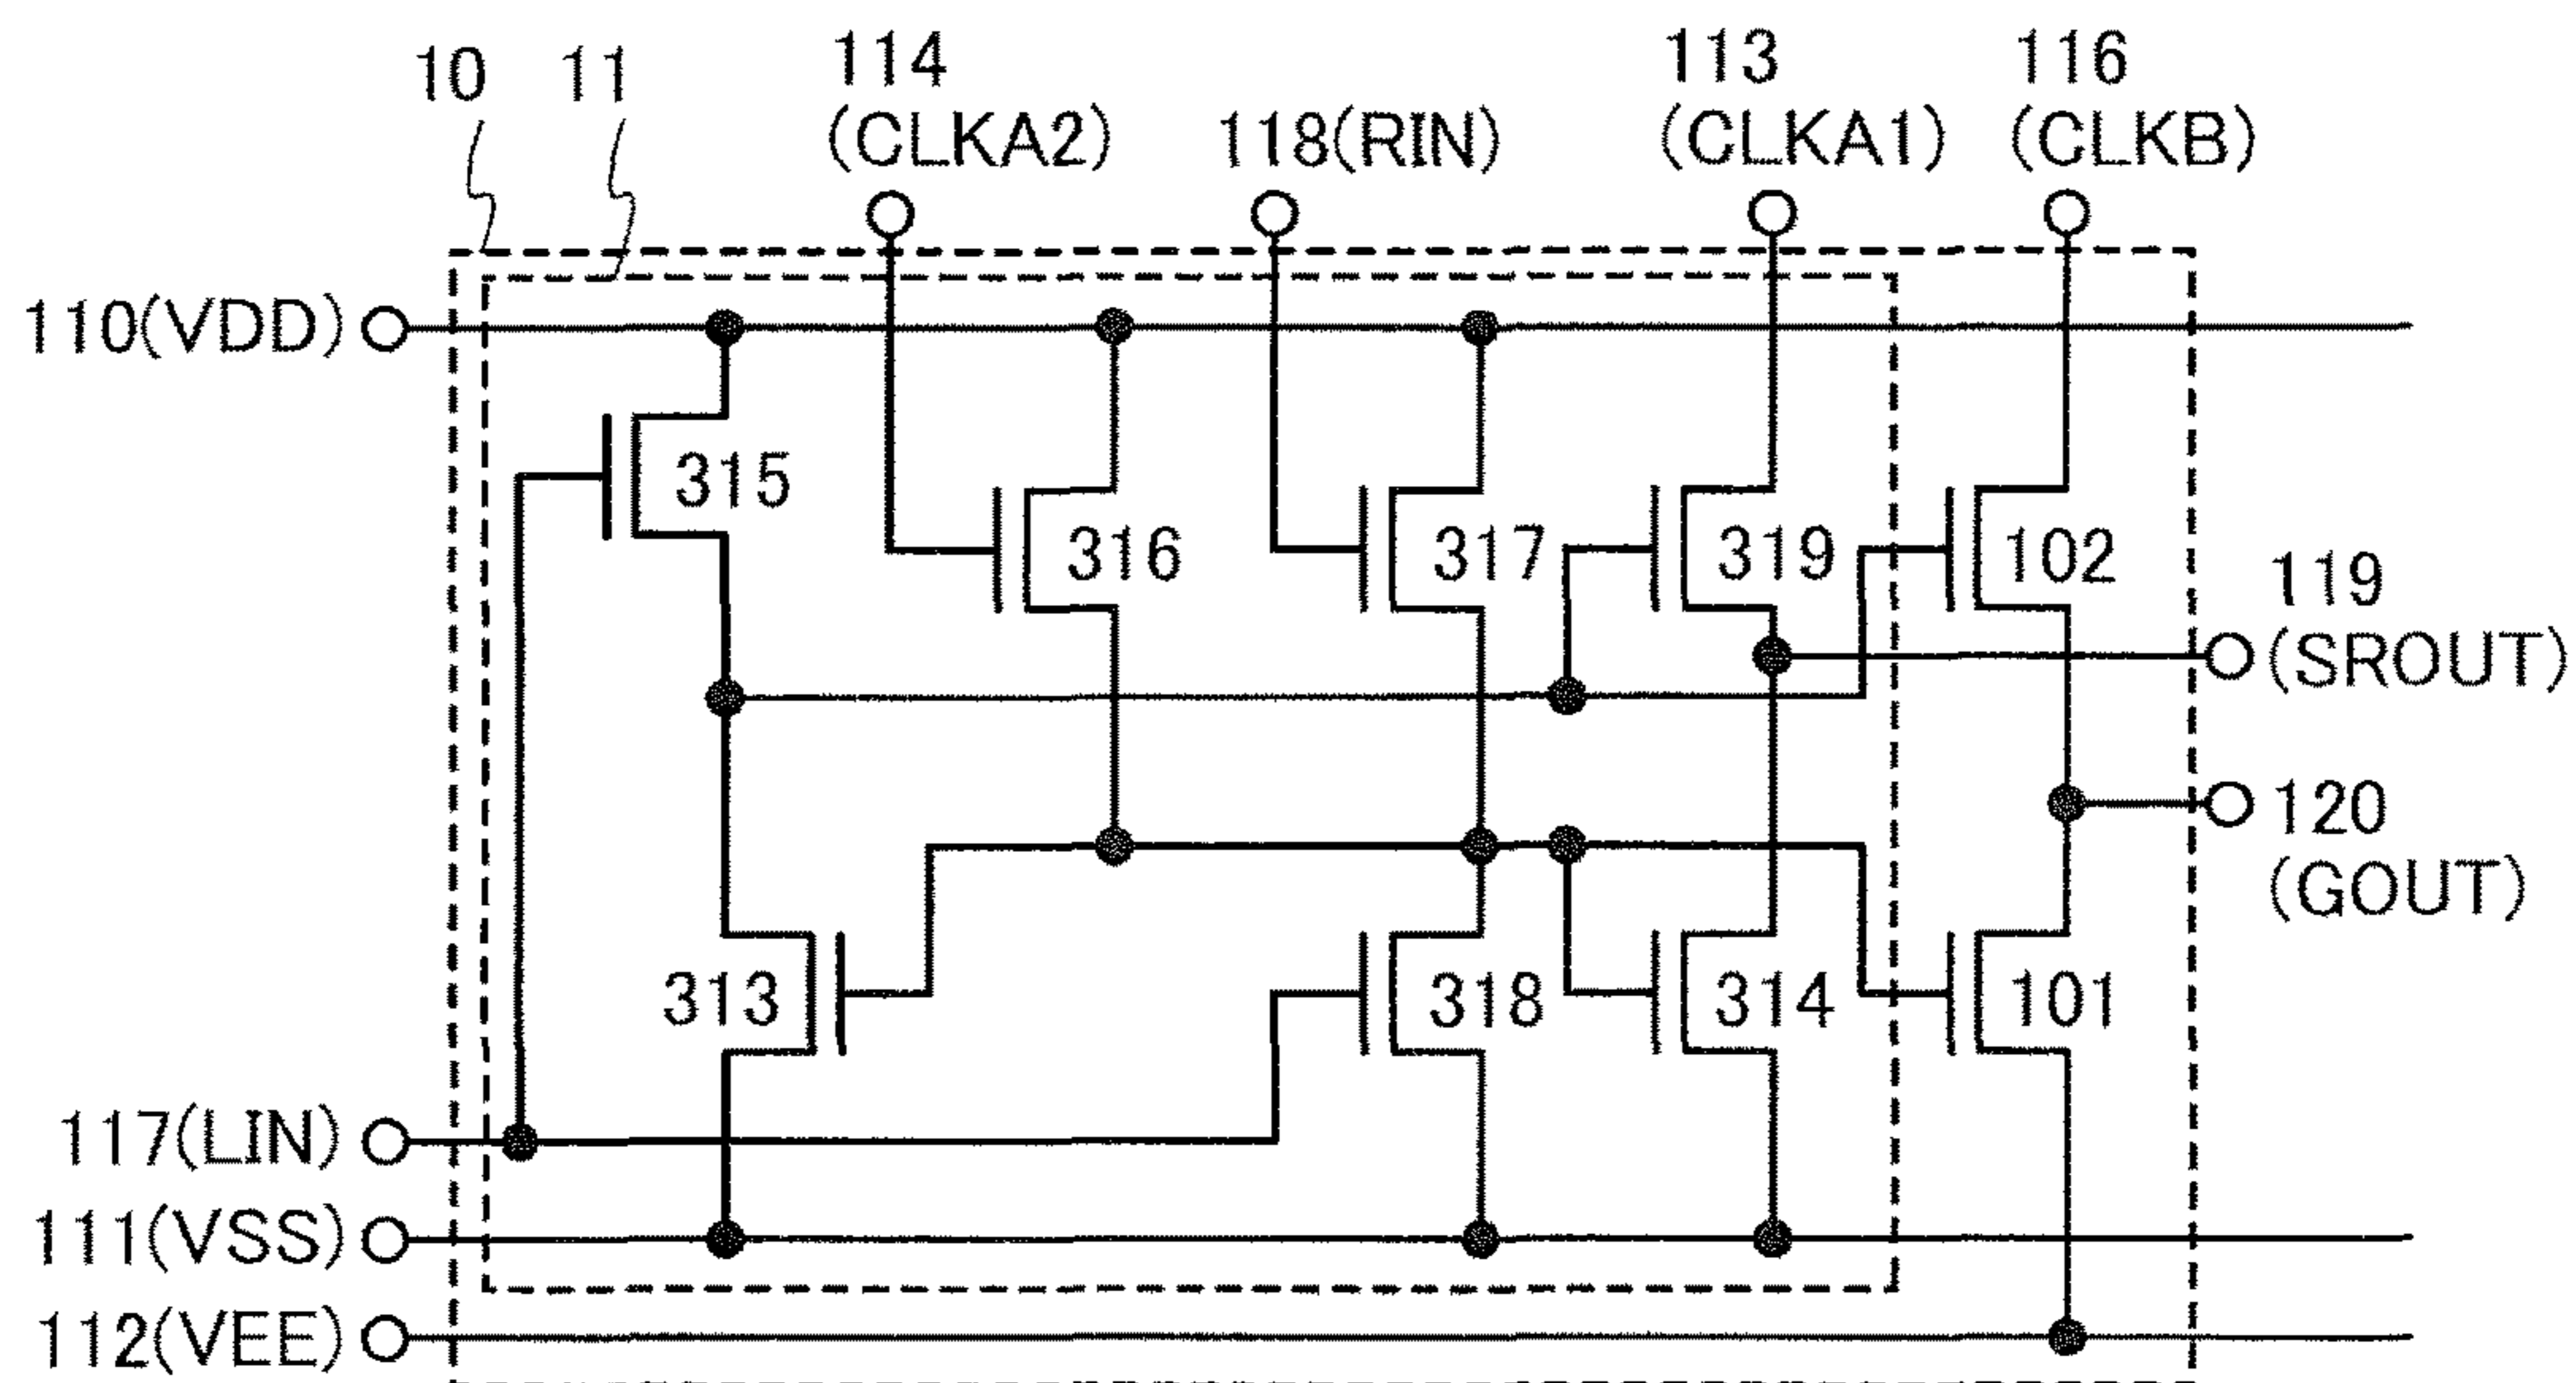 10
11
114
(CLKA2)
118(RIN)
113
(CLKA1)
116
(CLKB)
110(VDD)
315
316
317
319
102
119
(SROUT)
120
(GOUT)
313
318
314
101
117(LIN)
111(VSS)
112(VEE)